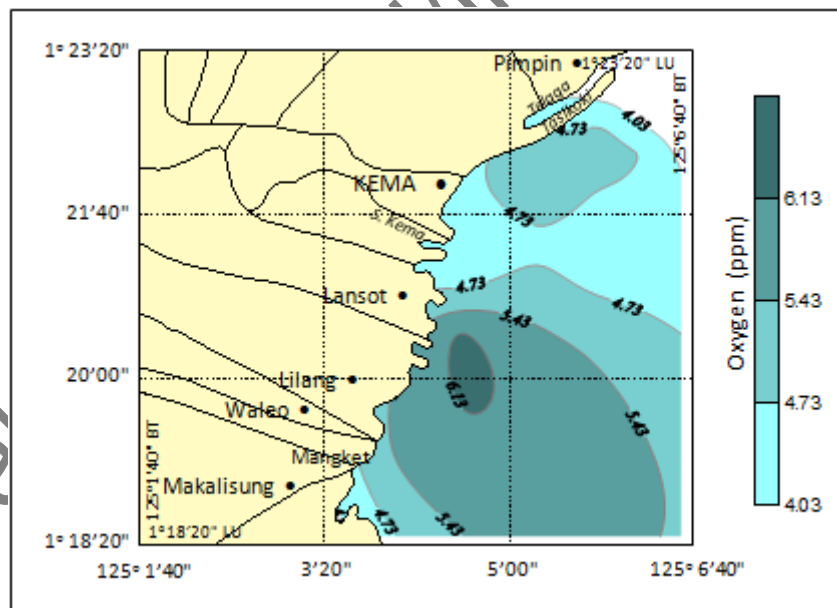 1° 23'20"
21'40"
20'00"
1° 18'20"
125° 1'40"
3'20"
5'00"
125° 6'40"
Pimpin
1°23'20" LU
125°6'40" BT
Telaga
Tasikoki
4.03
4.73
4.73
KEMA
S. Kema
Lansot
4.73
4.73
5.43
Lilang
6.13
Waleo
5.43
Mangket
Makalisung
125°1'40" BT
1°18'20" LU
4.73
5.43
Oxygen (ppm)
6.13
5.43
4.73
4.03